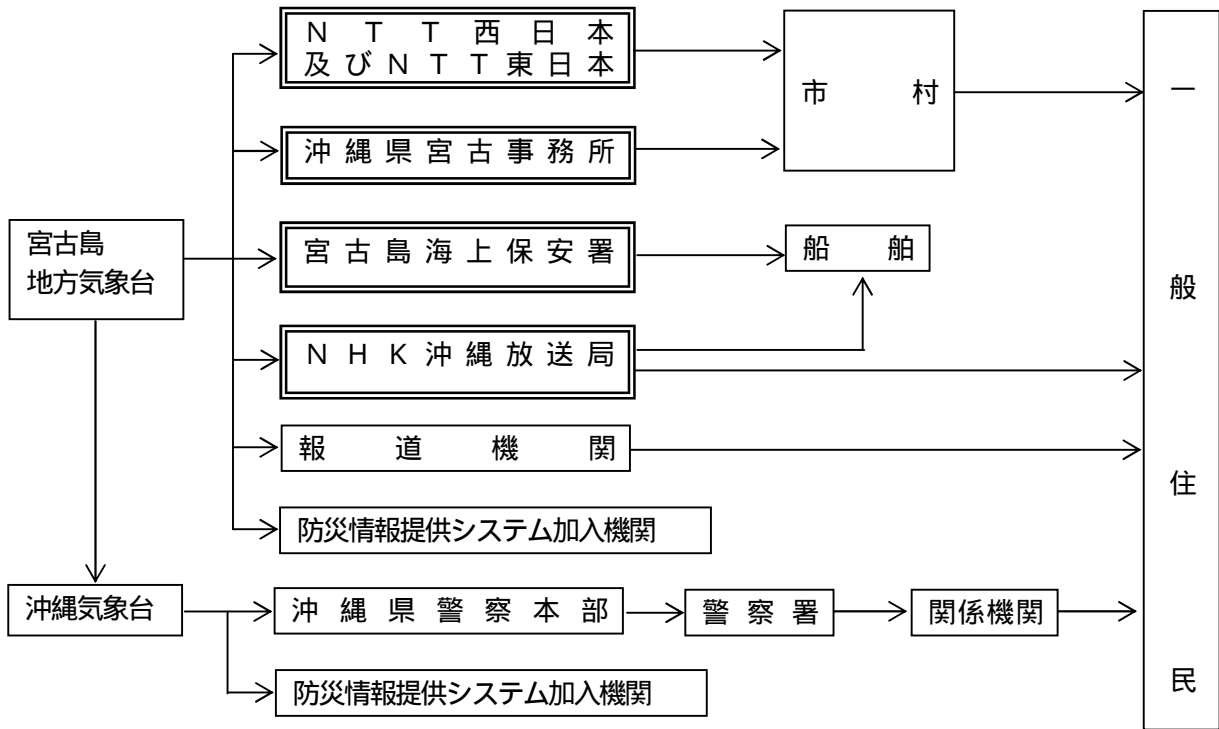 ＮＴＴ西日本
及びＮＴＴ東日本
市村
沖縄県宮古事務所
宮古島
地方気象台
宮古島海上保安署
船舶
ＮＨＫ沖縄放送局
報道機関
防災情報提供システム加入機関
沖縄気象台
沖縄県警察本部
警察署
関係機関
防災情報提供システム加入機関
一般住民